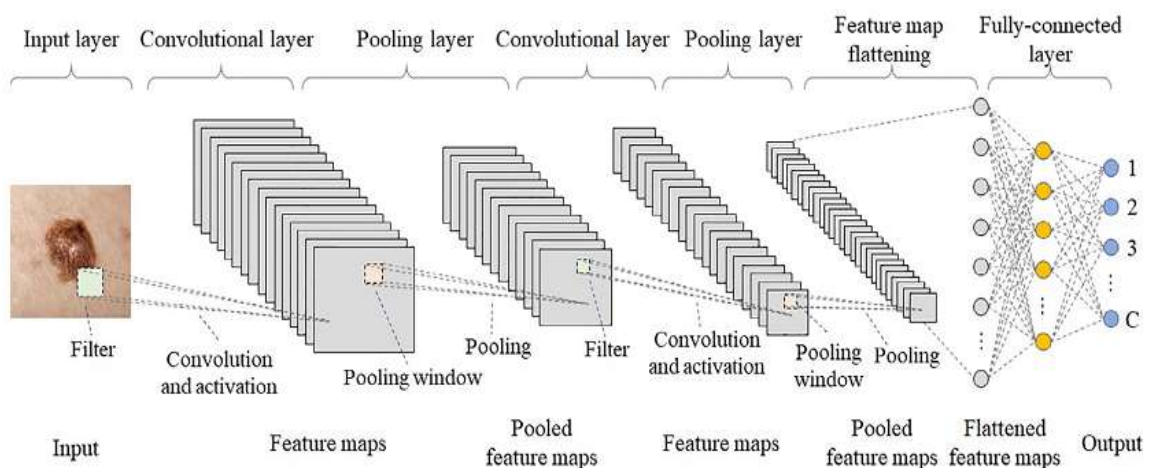 Input layer
Convolutional layer
Pooling layer
Convolutional layer
Pooling layer
Feature map
flattening
Fully-connected
layer
1
2
3
C
Filter
Convolution
and activation
Pooling window
Pooling
Filter
Convolution
and activation
Pooling
window
Pooling
Input
Feature maps
Pooled
feature maps
Feature maps
Pooled
feature maps
Flattened
feature maps
Output